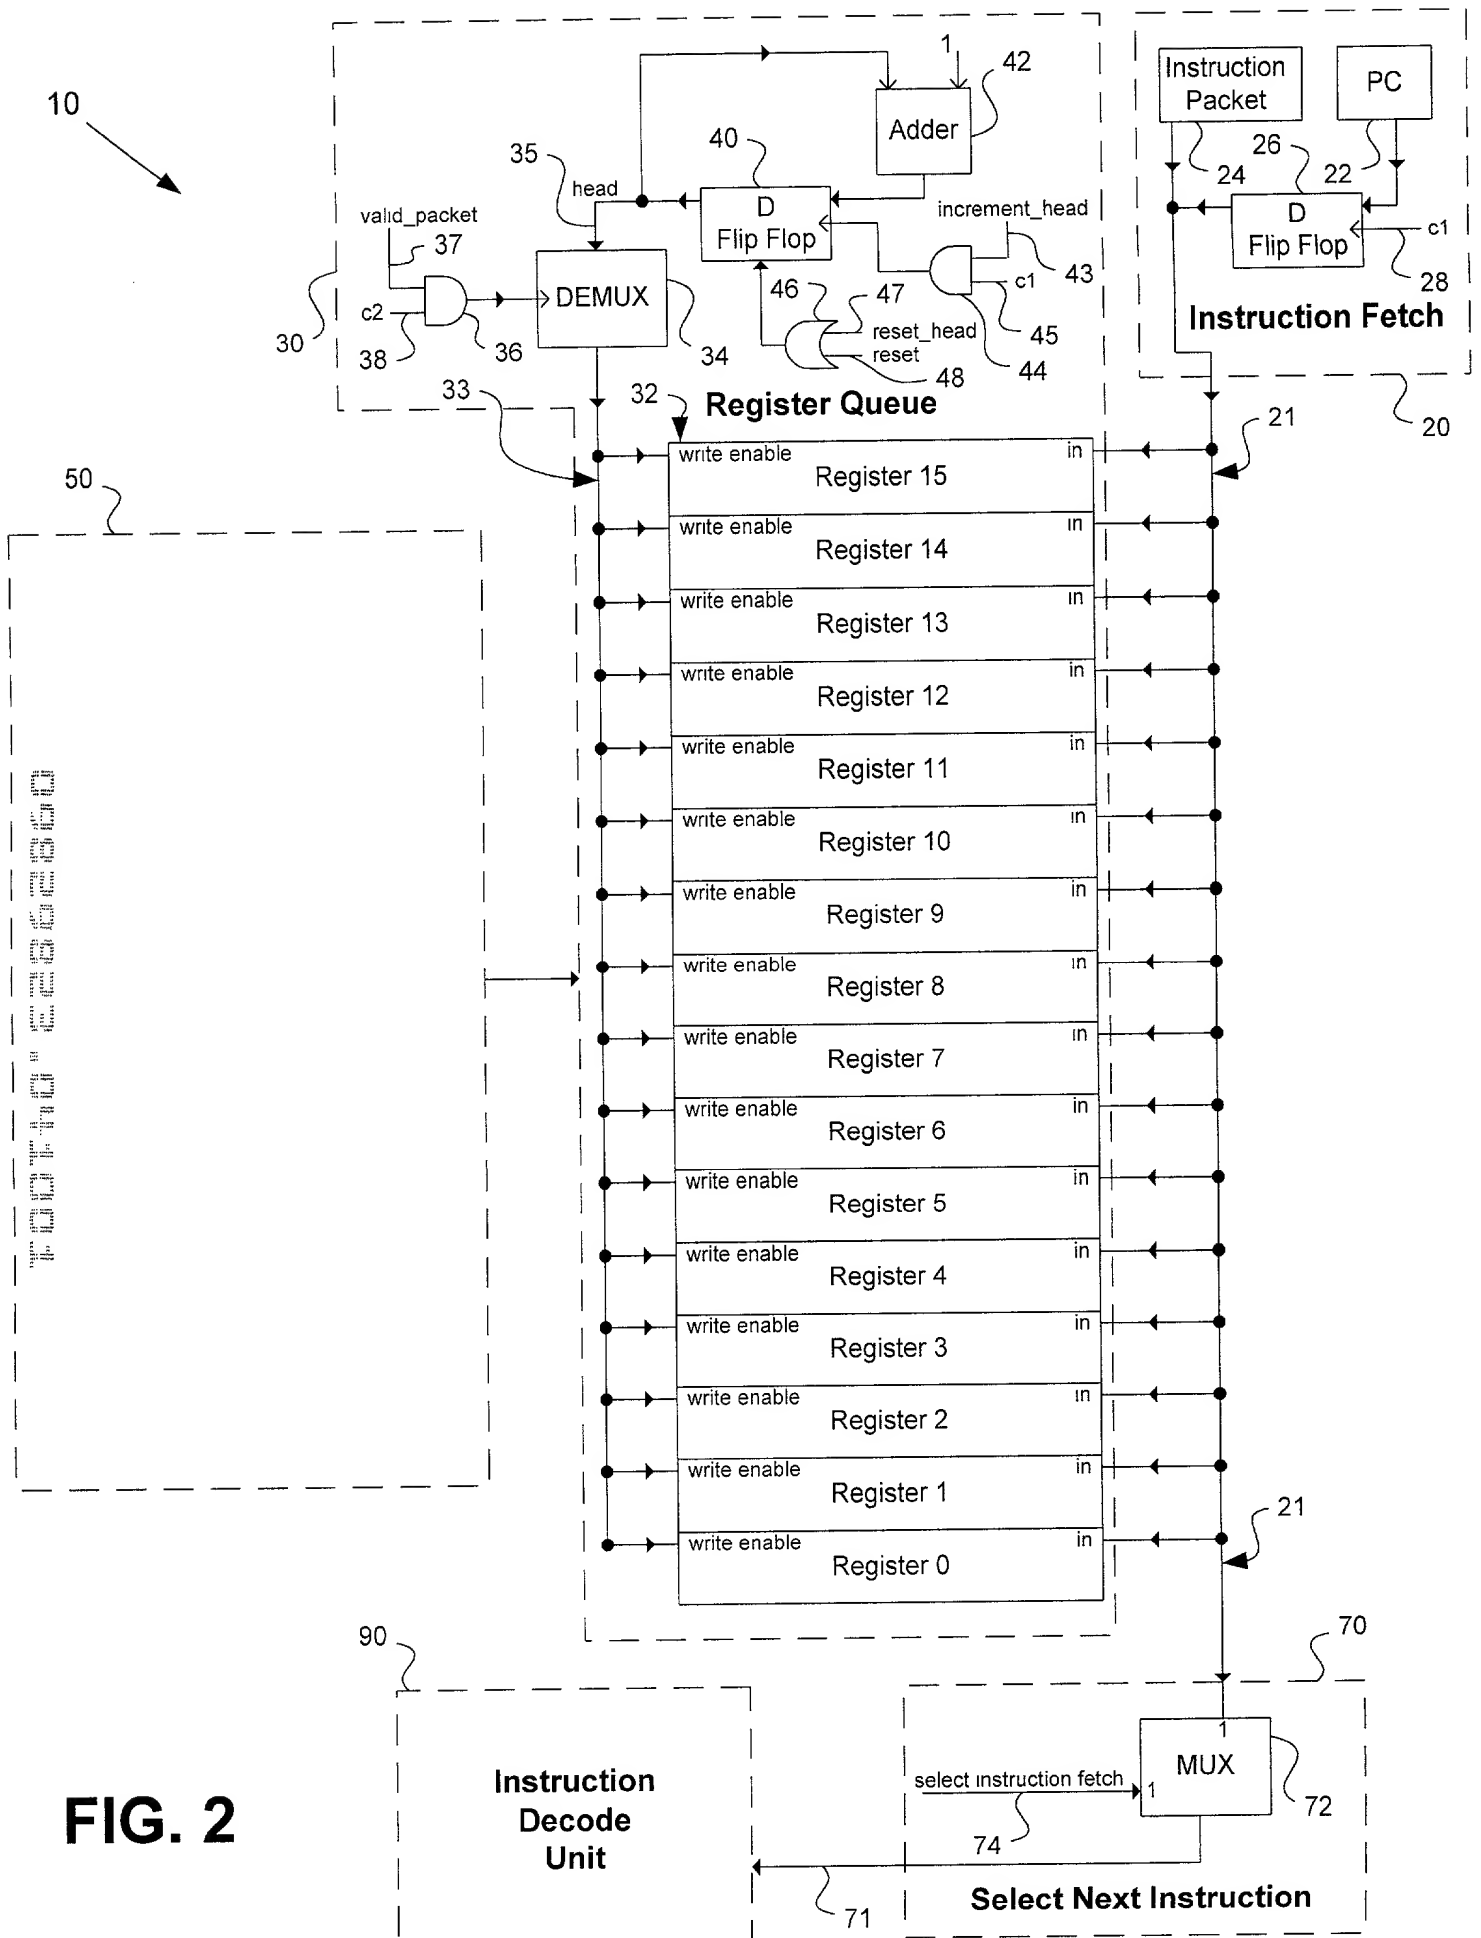 10
1
42
Adder
40
35
head
D
Flip Flop
valid_packet
37
c2
38
36
DEMUX
34
30
increment_head
43
c1
45
44
46
47
reset_head
reset
48
Instruction
Packet
PC
26
24
22
D
Flip Flop
c1
28
Instruction Fetch
20
33
32
Register Queue
21
50
write enable Register 15 in
write enable Register 14 in
write enable Register 13 in
write enable Register 12 in
write enable Register 11 in
write enable Register 10 in
write enable Register 9 in
write enable Register 8 in
write enable Register 7 in
write enable Register 6 in
write enable Register 5 in
write enable Register 4 in
write enable Register 3 in
write enable Register 2 in
write enable Register 1 in
write enable Register 0 in
21
90
70
Instruction
Decode
Unit
1
MUX
select instruction fetch
1
72
74
71
Select Next Instruction
FIG. 2